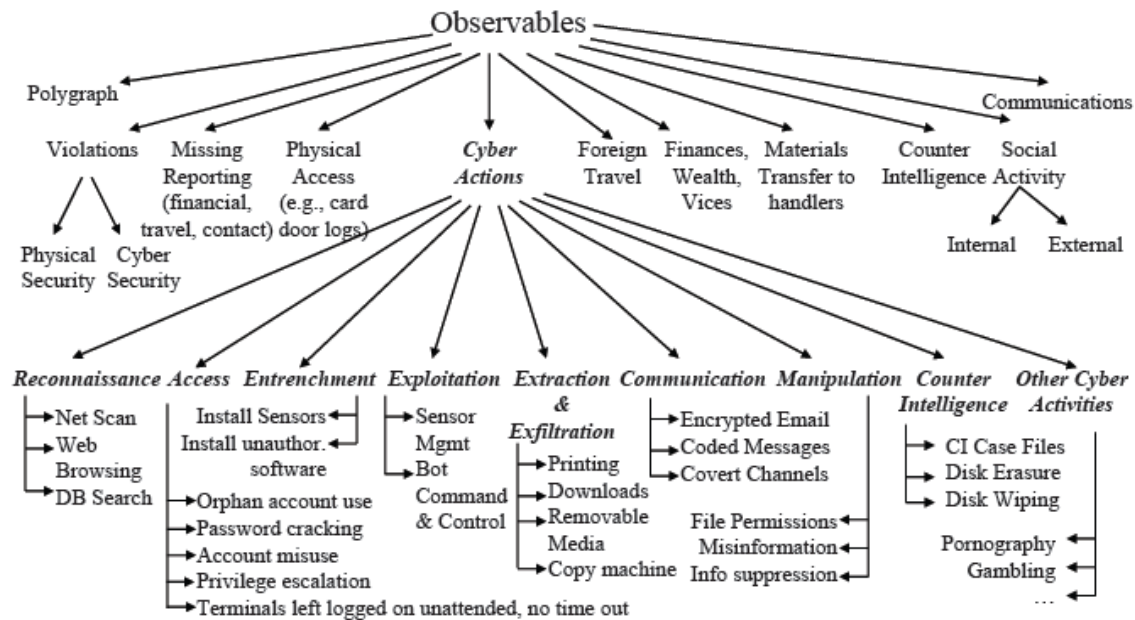 Observables
Polygraph
Communications
Violations
Missing
Reporting
(financial,
travel, contact)
Physical
Access
(e.g., card
door logs)
Cyber
Actions
Foreign
Travel
Finances,
Wealth,
Vices
Materials
Transfer to
handlers
Counter
Intelligence
Social
Activity
Physical
Security
Cyber
Security
Internal
External
Reconnaissance
Net Scan
Web
Browsing
DB Search
Access
Orphan account use
Password cracking
Account misuse
Privilege escalation
Terminals left logged on unattended, no time out
Entrenchment
Install Sensors
Install unauthor.
software
Exploitation
Sensor
Mgmt
Bot
Command
& Control
Extraction
&
Exfiltration
Printing
Downloads
Removable
Media
Copy machine
Communication
Encrypted Email
Coded Messages
Covert Channels
Manipulation
File Permissions
Misinformation
Info suppression
Counter
Intelligence
CI Case Files
Disk Erasure
Disk Wiping
Other Cyber
Activities
Pornography
Gambling
...